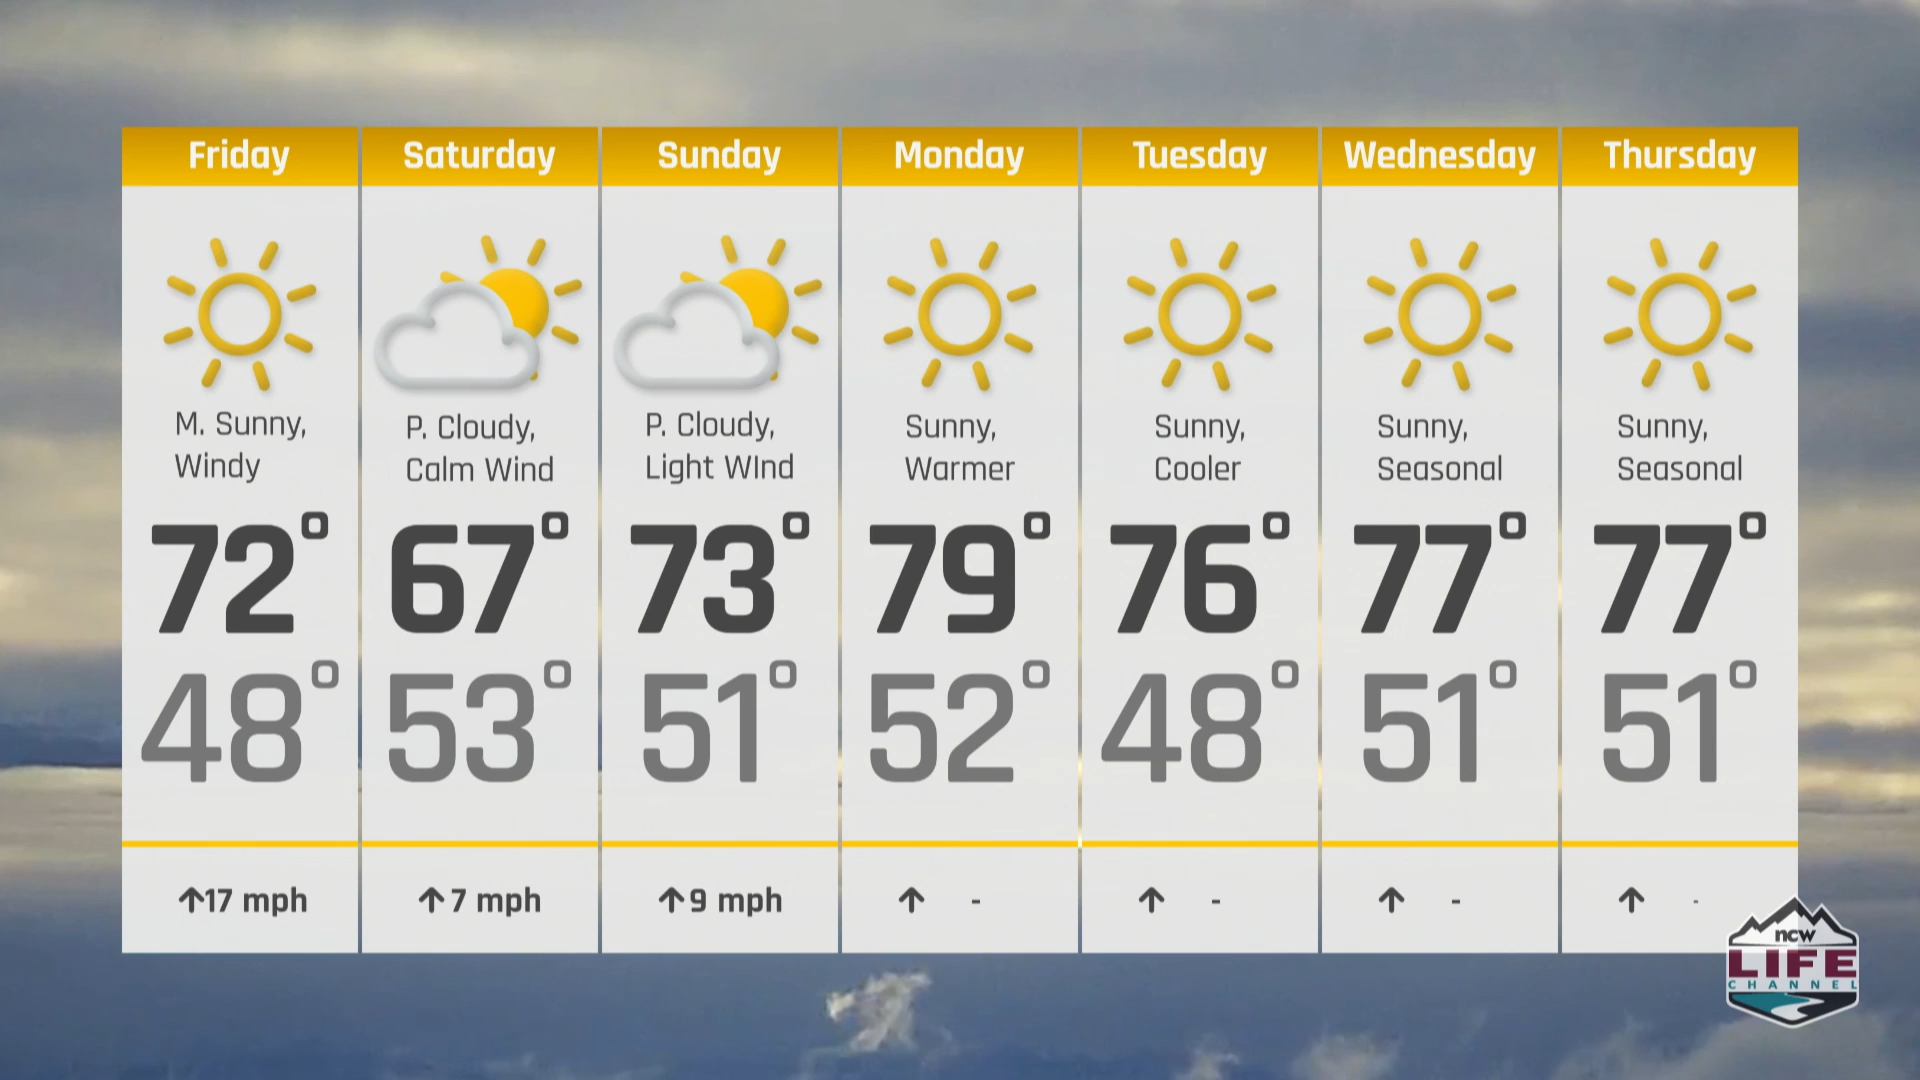 Friday
M. Sunny,
Windy
72°
48°
↑17 mph
Saturday
P. Cloudy,
Calm Wind
67°
53°
↑7 mph
Sunday
P. Cloudy,
Light WInd
73°
51°
↑9 mph
Monday
Sunny,
Warmer
79°
52°
↑ -
Tuesday
Sunny,
Cooler
76°
48°
↑ -
Wednesday
Sunny,
Seasonal
77°
51°
↑ -
Thursday
Sunny,
Seasonal
77°
51°
↑ -
ncw
LIFE
CHANNEL